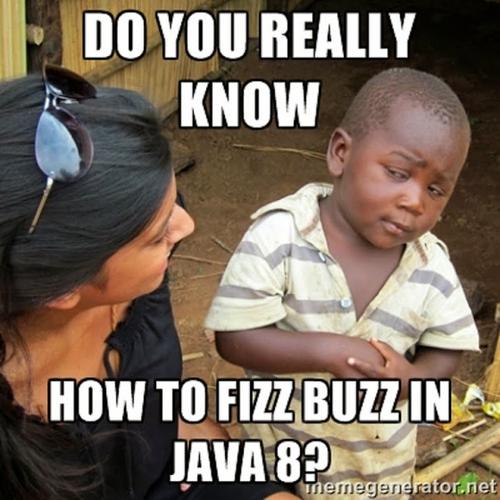 DO YOU REALLY
KNOW
HOW TO FIZZ BUZZ IN
JAVA 8?
memegenerator.net